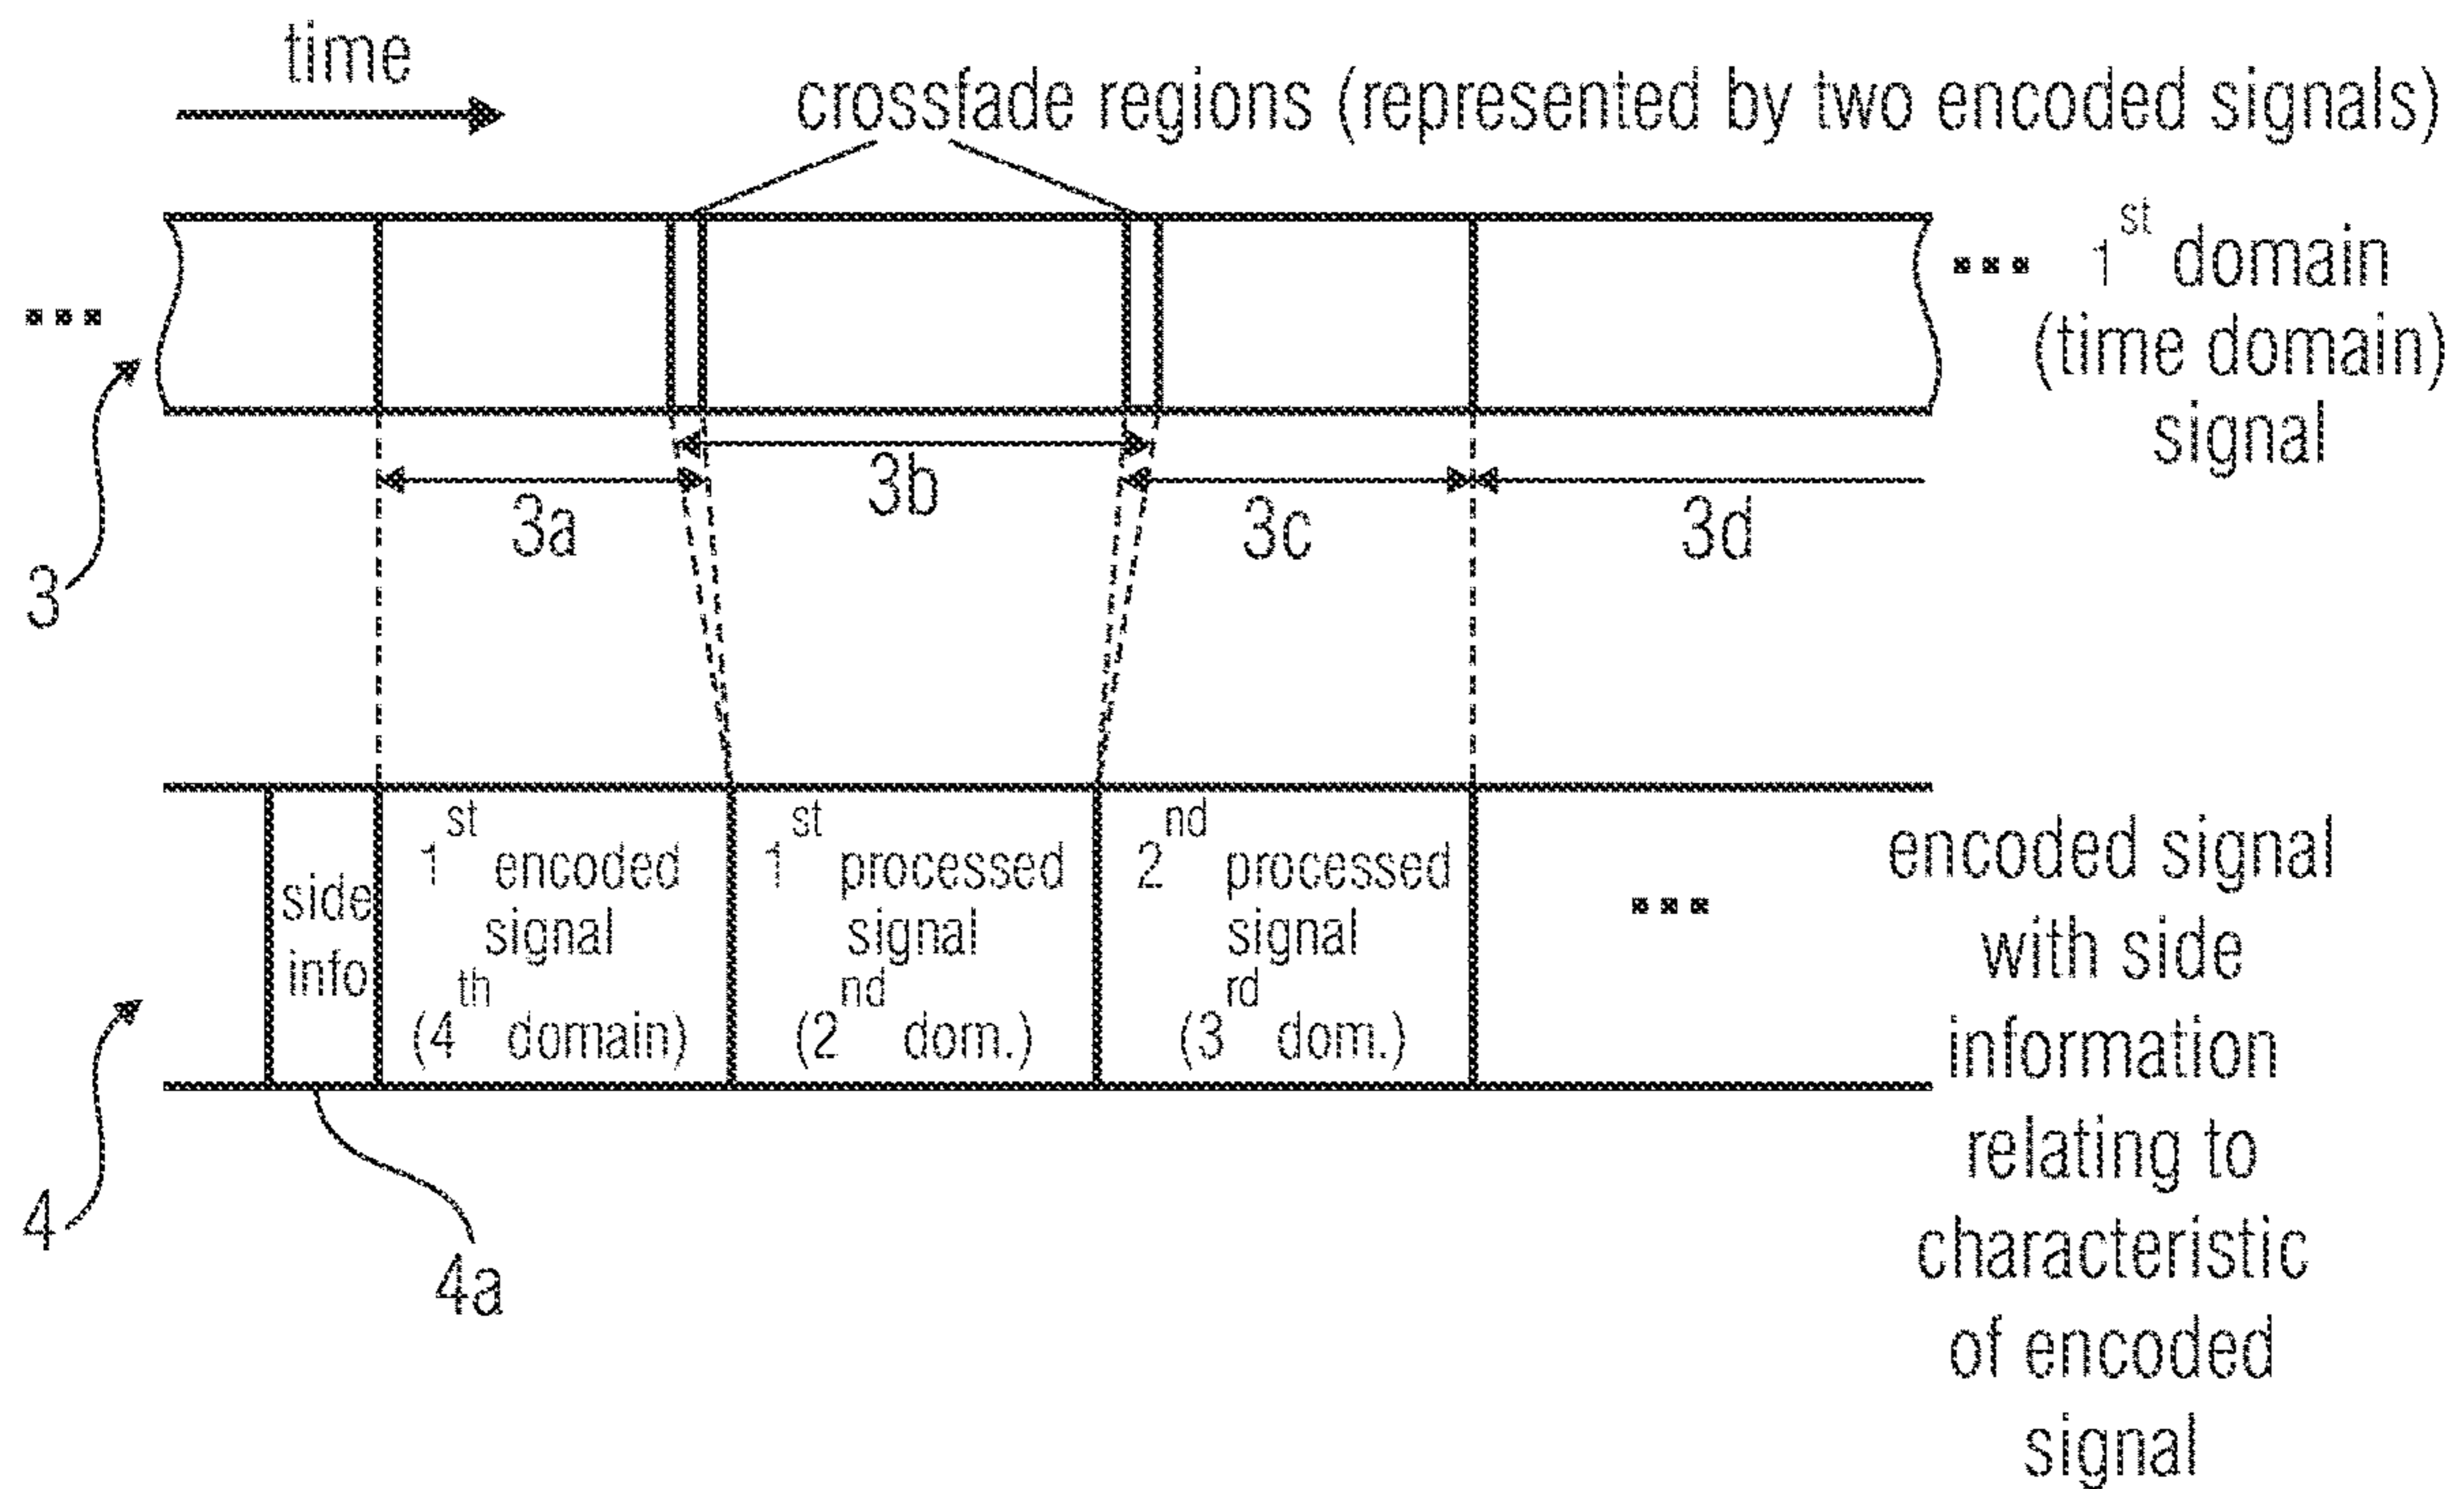 time
crossfade regions (represented by two encoded signals)
... 1st domain
(time domain)
signal
...
3
3a
3b
3c
3d
side
info
1st encoded
signal
(4th domain)
1st processed
signal
(2nd dom.)
2nd processed
signal
(3rd dom.)
...
encoded signal
with side
information
relating to
characteristic
of encoded
signal
4
4a